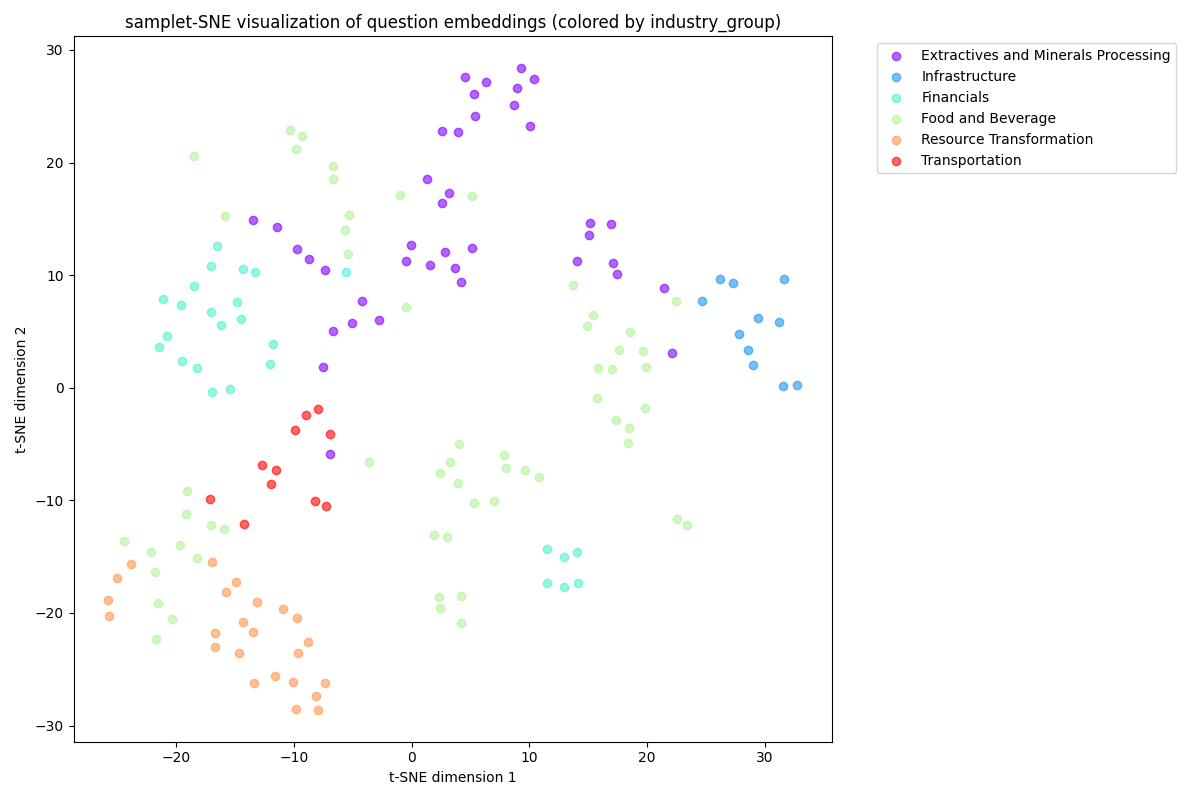 samplet-SNE visualization of question embeddings (colored by industry_group)
Extractives and Minerals Processing
Infrastructure
Financials
Food and Beverage
Resource Transformation
Transportation
30
20
10
0
−10
−20
−30
t-SNE dimension 2
−20 −10 0 10 20 30
t-SNE dimension 1